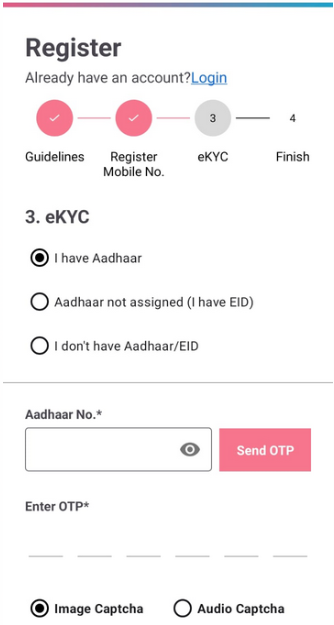 Register
Already have an account?Login
3
4
Guidelines
Register
Mobile No.
eKYC
Finish
3. eKYC
I have Aadhaar
Aadhaar not assigned (I have EID)
I don't have Aadhaar/EID
Aadhaar No.*
Send OTP
Enter OTP*
Image Captcha
Audio Captcha